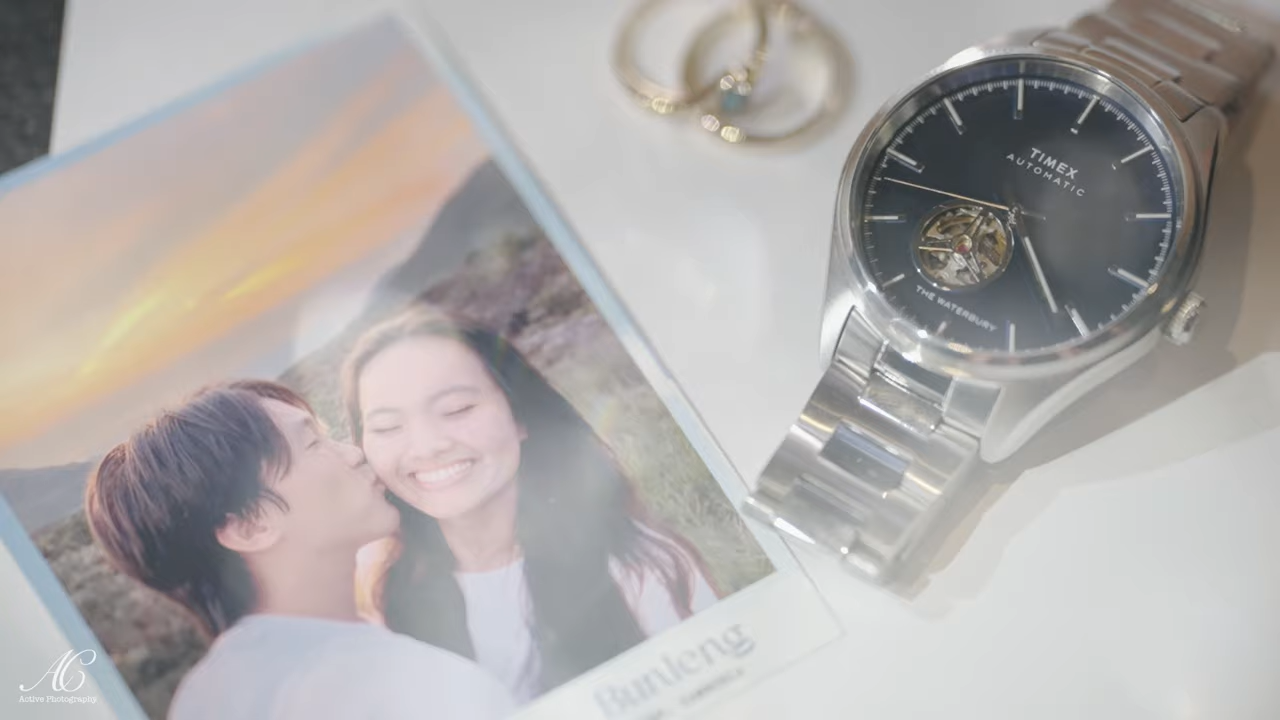 TIMEX
AUTOMATIC
THE WATERBURY
Bunleng
AC
Active Photography